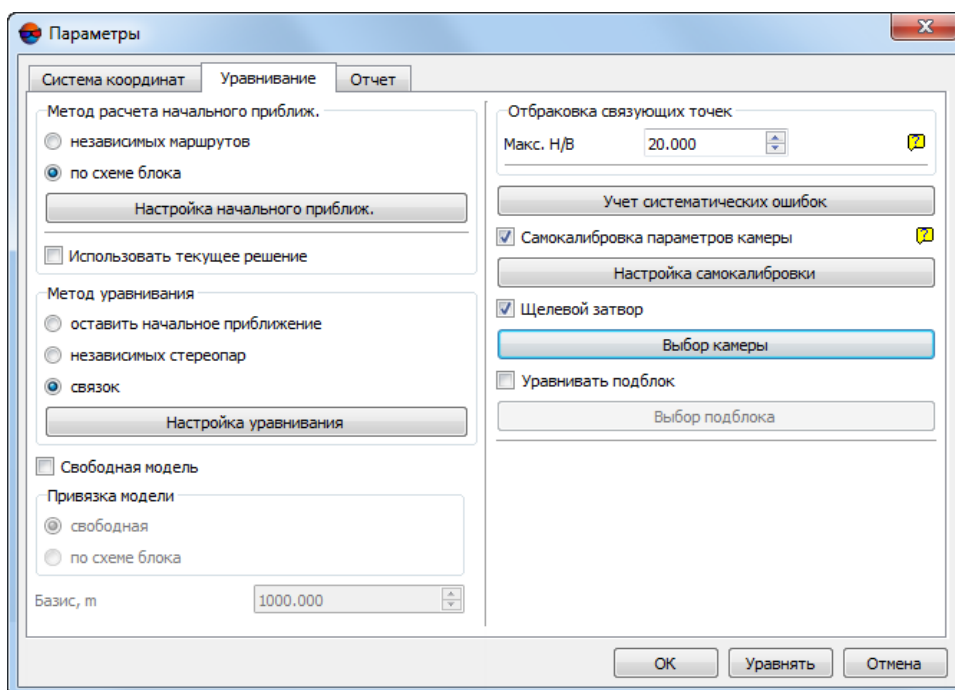 Параметры
Система координат
Уравнивание
Отчет
Метод расчета начального приближ.
независимых маршрутов
по схеме блока
Настройка начального приближ.
Использовать текущее решение
Метод уравнивания
оставить начальное приближение
независимых стереопар
связок
Настройка уравнивания
Свободная модель
Привязка модели
свободная
по схеме блока
Базис, m 1000.000
Отбраковка связующих точек
Макс. Н/В 20.000 ?
Учет систематических ошибок
Самокалибровка параметров камеры ?
Настройка самокалибровки
Щелевой затвор
Выбор камеры
Уравнивать подблок
Выбор подблока
OK
Уравнять
Отмена